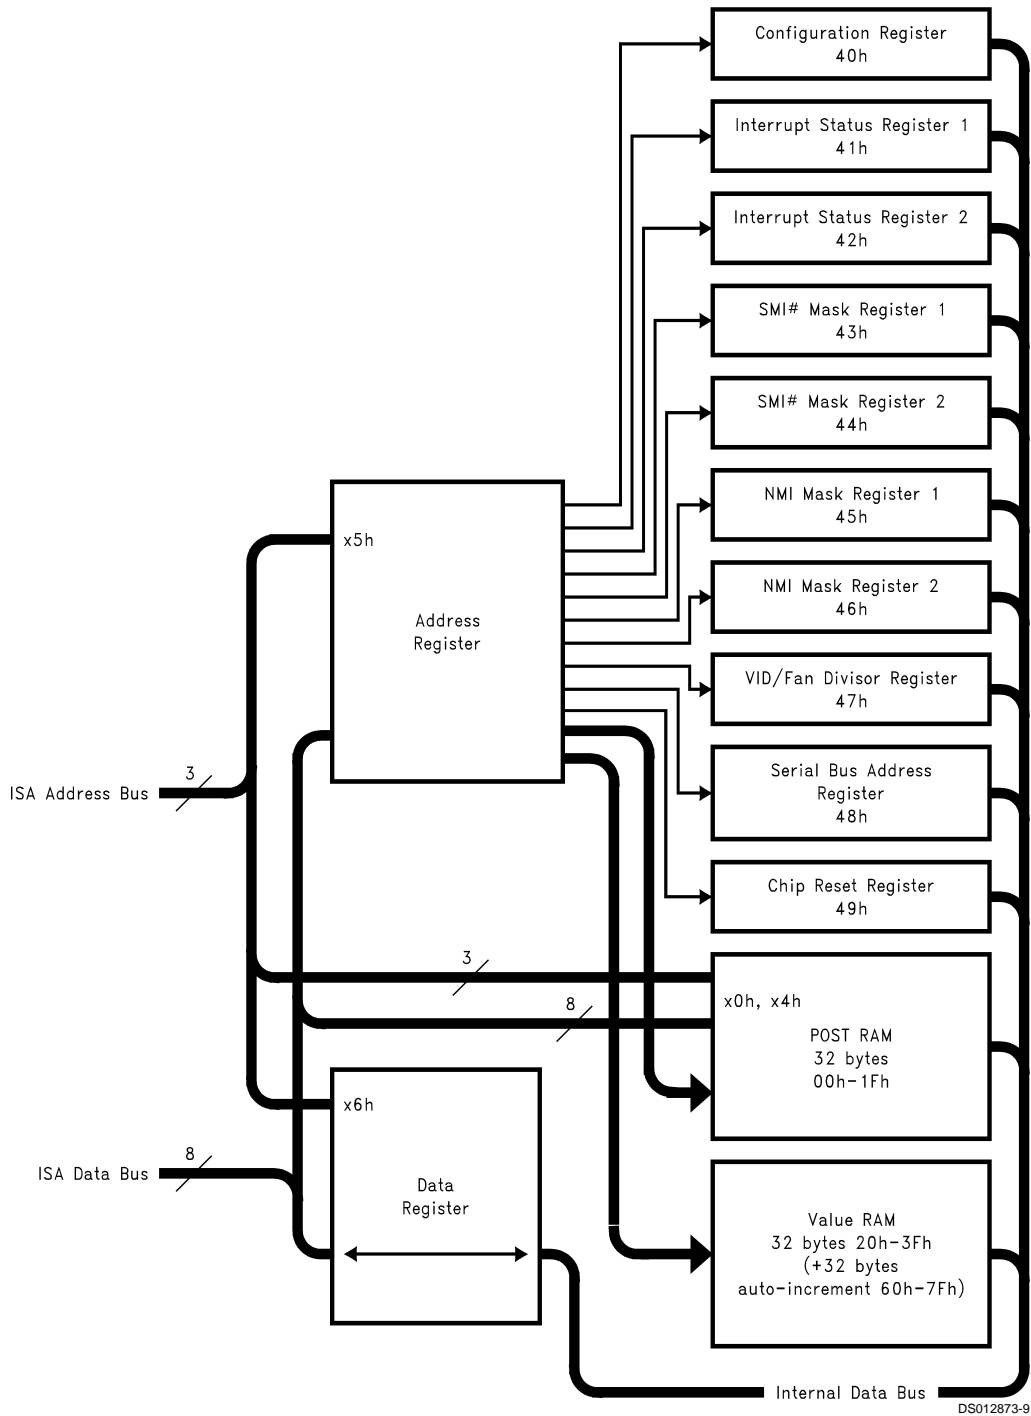 Configuration Register
40h
Interrupt Status Register 1
41h
Interrupt Status Register 2
42h
SMI# Mask Register 1
43h
SMI# Mask Register 2
44h
NMI Mask Register 1
45h
x5h
NMI Mask Register 2
46h
Address
Register
VID/Fan Divisor Register
47h
3
ISA Address Bus
Serial Bus Address
Register
48h
Chip Reset Register
49h
3
8
x0h, x4h
POST RAM
32 bytes
00h-1Fh
x6h
8
ISA Data Bus
Data
Register
Value RAM
32 bytes 20h-3Fh
(+32 bytes
auto-increment 60h-7Fh)
Internal Data Bus
DS012873-9